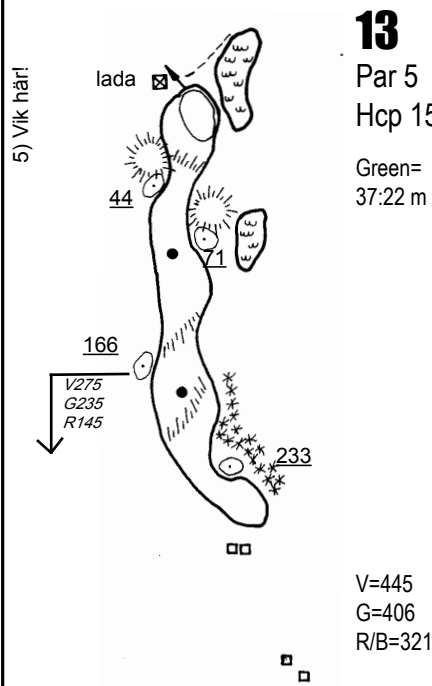 13
Par 5
Hcp 15
Green=
37:22 m
5) Vik här!
lada
44
71
166
V275
G235
R145
233
V=445
G=406
R/B=321